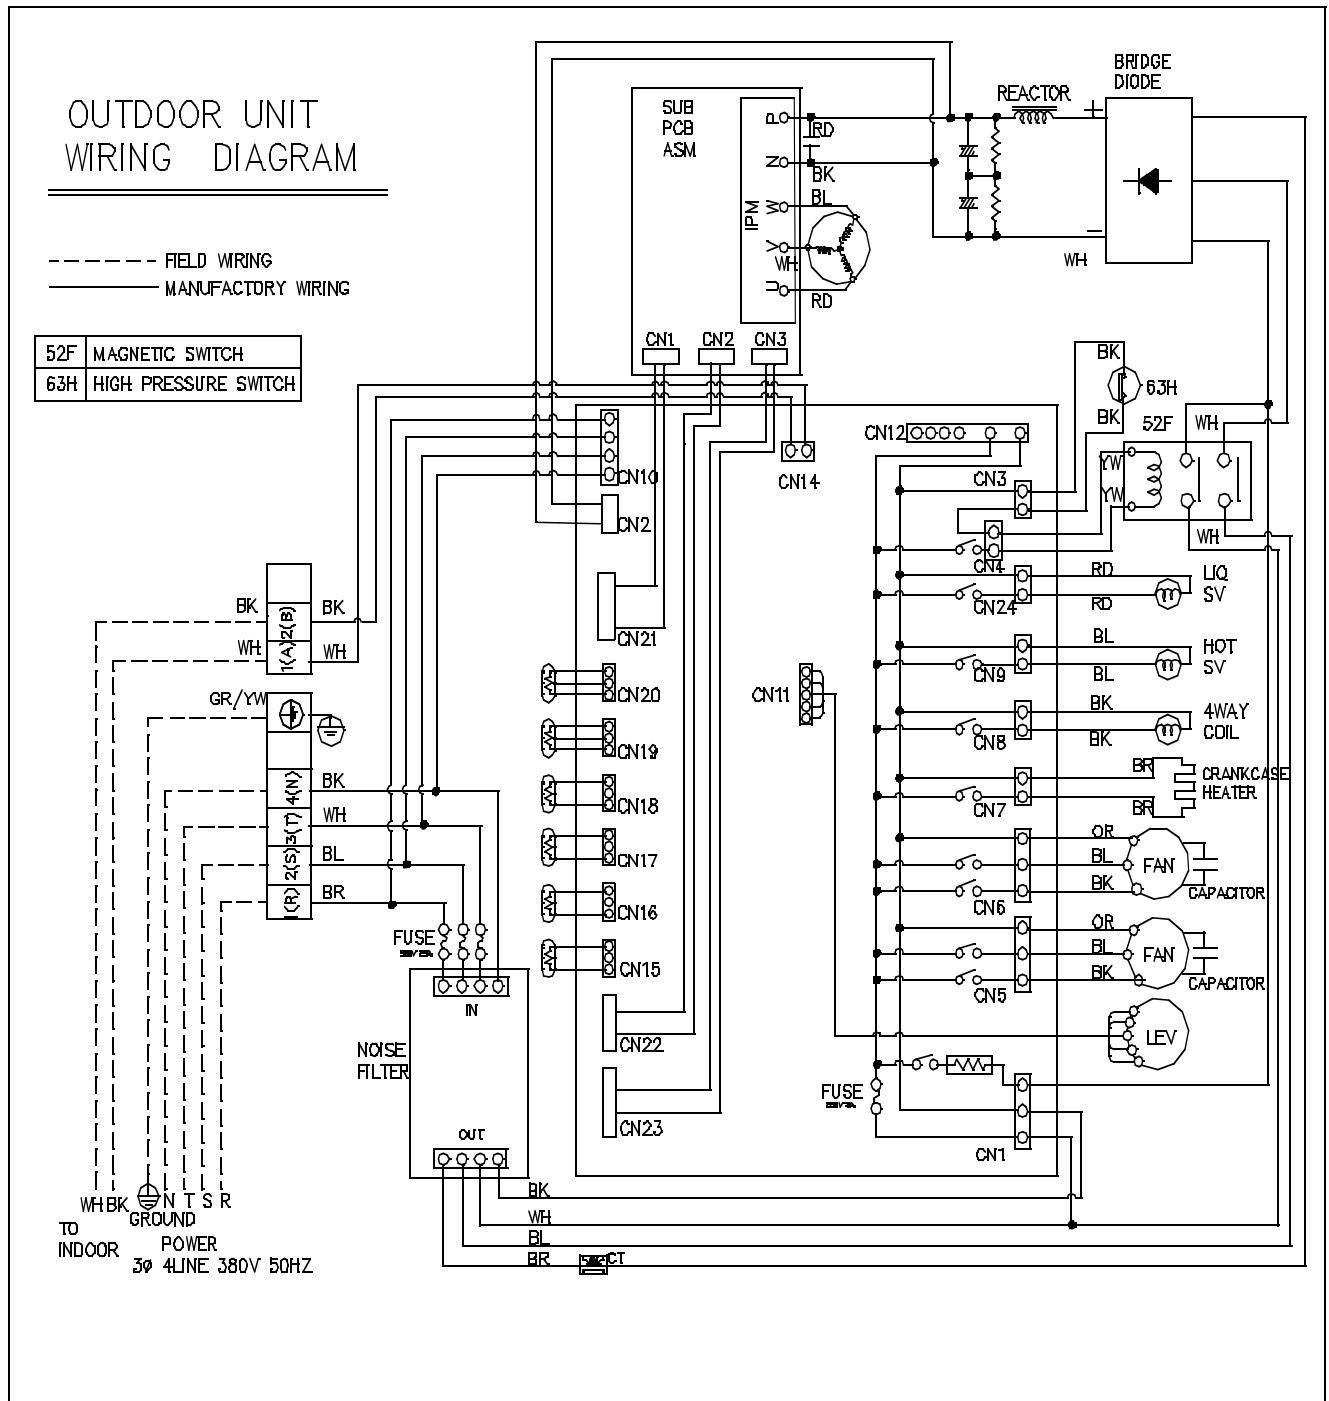 OUTDOOR UNIT
WIRING DIAGRAM
FIELD WIRING
MANUFACTORY WIRING
52F MAGNETIC SWITCH
63H HIGH PRESSURE SWITCH
SUB
PCB
ASM
IPM
P
N
W
V
U
RD
BK
BL
WH
RD
REACTOR
+
−
BRIDGE
DIODE
WH
CN1
CN2
CN3
CN10
CN2
CN14
CN12
CN21
CN20
CN19
CN18
CN17
CN16
CN15
CN22
CN23
CN11
BK
63H
BK
52F
WH
YW
YW
WH
CN3
CN4
RD
LIQ
SV
RD
CN24
BL
HOT
SV
BL
CN9
BK
4WAY
COIL
BK
CN8
BR
CRANKCASE
HEATER
BR
CN7
OR
BL
BK
FAN
CAPACITOR
CN6
OR
BL
BK
FAN
CAPACITOR
CN5
LEV
FUSE
CN1
BK
2(B)
BK
WH
1(A)
WH
GR/YW
4(N)
BK
3(T)
WH
2(S)
BL
1(R)
BR
FUSE
IN
NOISE
FILTER
OUT
BK
WH
BL
BR
CT
WH BK
N T S R
TO
INDOOR
GROUND
POWER
3ø 4LINE 380V 50HZ